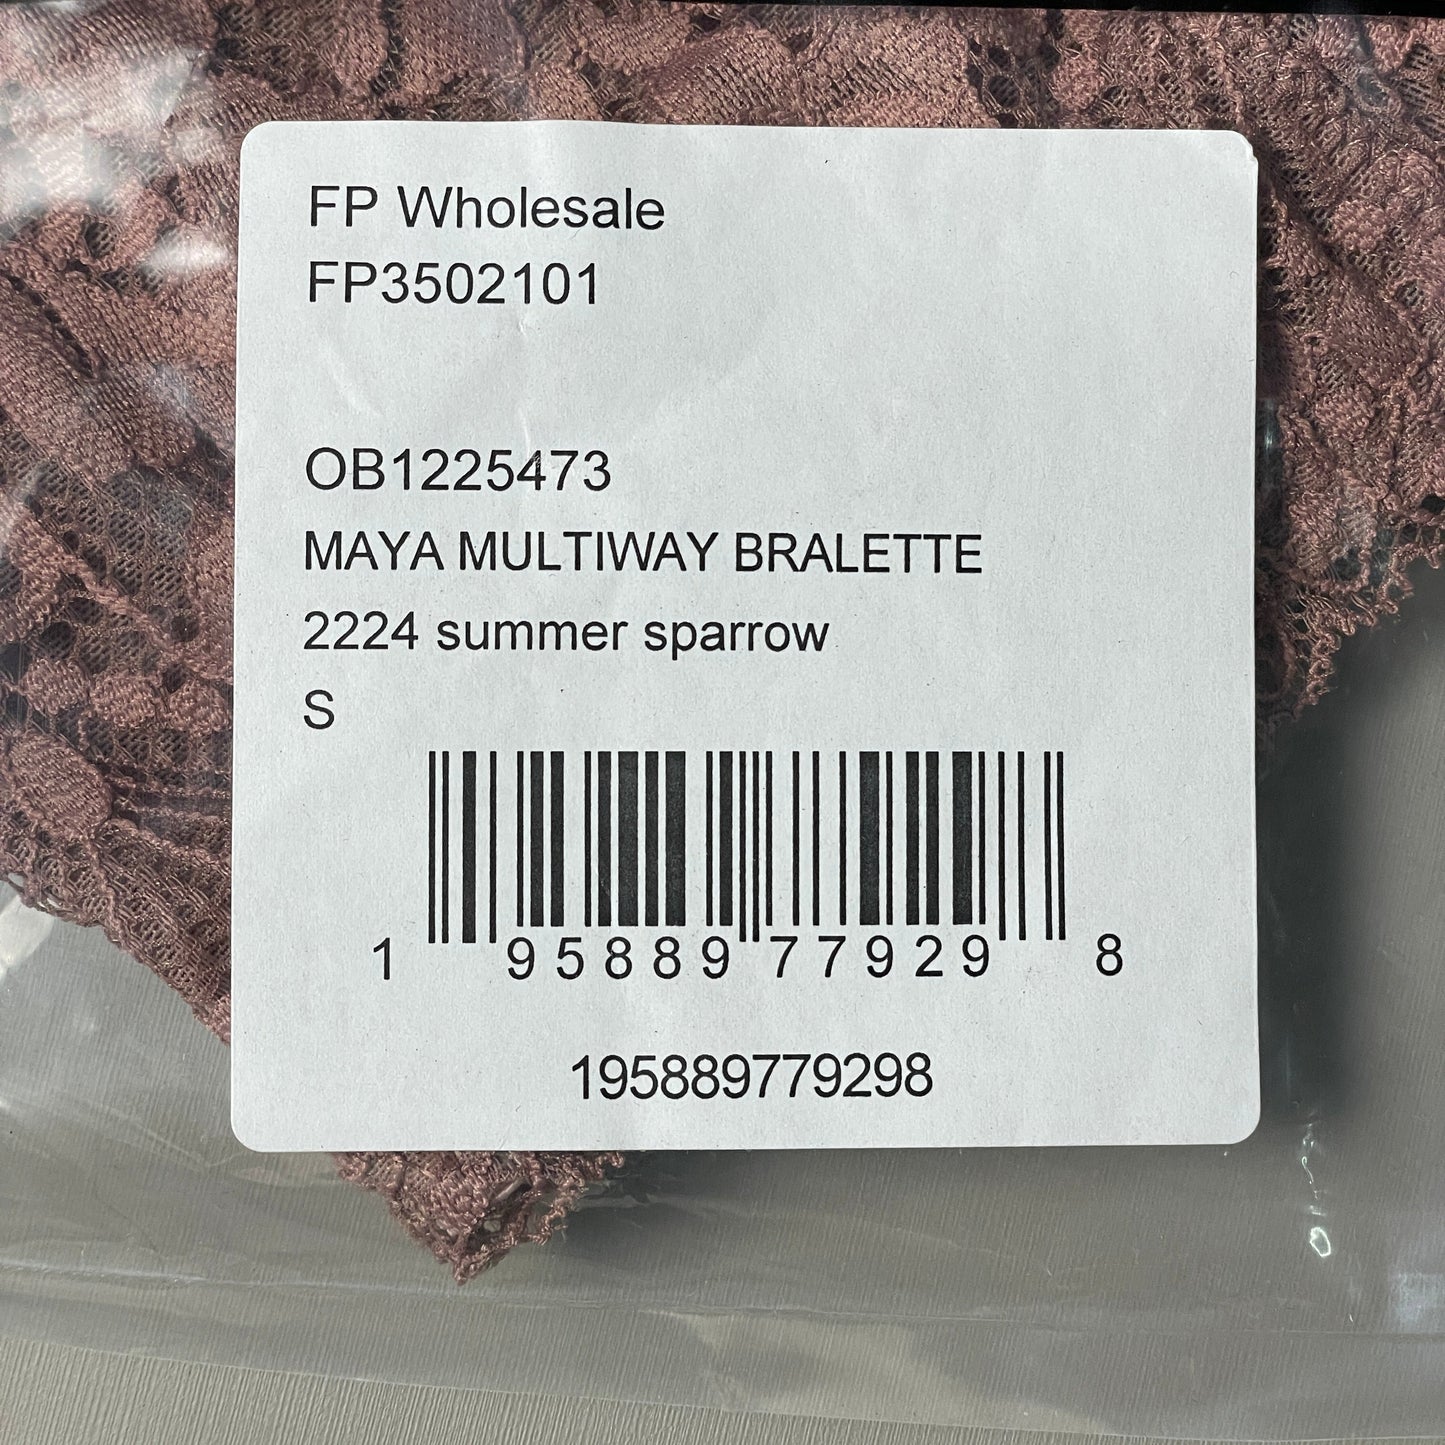 FP Wholesale
FP3502101
OB1225473
MAYA MULTIWAY BRALETTE
2224 summer sparrow
S
1 95889 77929 8
195889779298